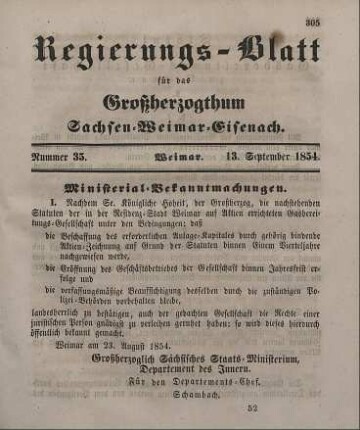 305
Regierungs-Blatt
für das
Großherzogthum
Sachsen-Weimar-Eisenach.
Nummer 35. Weimar. 13. September 1854.
Ministerial-Bekanntmachungen.
I. Nachdem Se. Königliche Hoheit, der Großherzog, die nachstehenden
Statuten der in der Residenz-Stadt Weimar auf Aktien errichteten Gasberei-
tungs-Gesellschaft unter den Bedingungen; daß
die Beschaffung des erforderlichen Anlage-Kapitales durch gehörig bindende
Aktien-Zeichnung auf Grund der Statuten binnen Einem Vierteljahre
nachgewiesen werde,
die Eröffnung des Geschäftsbetriebes der Gesellschaft binnen Jahresfrist er-
folge und
die verfassungsmäßige Beaufsichtigung desselben durch die zuständigen Po-
lizei-Behörden vorbehalten bleibe,
landesherrlich zu bestätigen, auch der gedachten Gesellschaft die Rechte einer
juristischen Person gnädigst zu verleihen geruhet haben: so wird dieses hierdurch
öffentlich bekannt gemacht.
Weimar am 23. August 1854.
Großherzoglich Sächsisches Staats-Ministerium,
Departement des Innern.
Für den Departements-Chef.
Schambach.
52